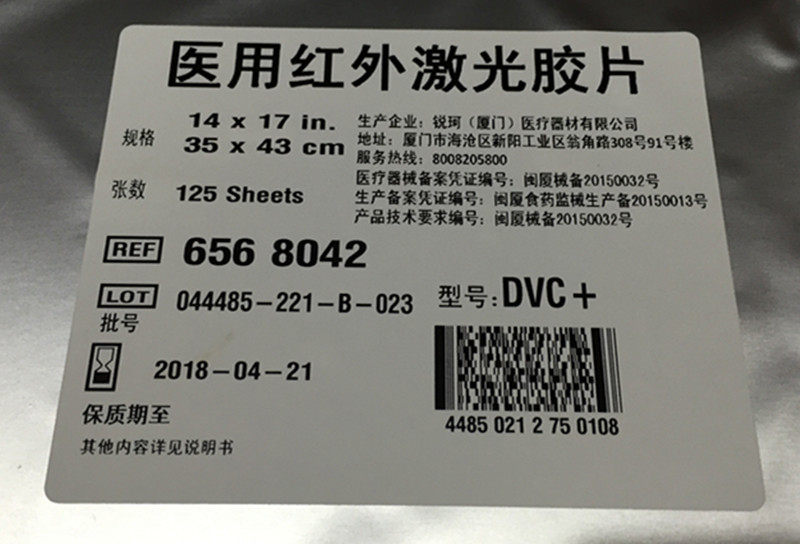 医用红外激光胶片
规格
14 x 17 in.
35 x 43 cm
生产企业：锐珂（厦门）医疗器材有限公司
地址：厦门市海沧区新阳工业区翁角路308号91号楼
服务热线：8008205800
医疗器械备案凭证编号：闽厦械备20150032号
生产备案凭证编号：闽厦食药监械生产备20150013号
产品技术要求编号：闽厦械备20150032号
张数
125 Sheets
REF 656 8042
LOT 044485-221-B-023
批号
型号：DVC+
2018-04-21
保质期至
其他内容详见说明书
4485 021 2 75 0108